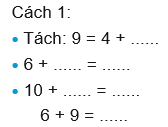 Cách 1:
• Tách: 9 = 4 + ......
• 6 + ...... = ......
• 10 + ...... = ......
6 + 9 = ......